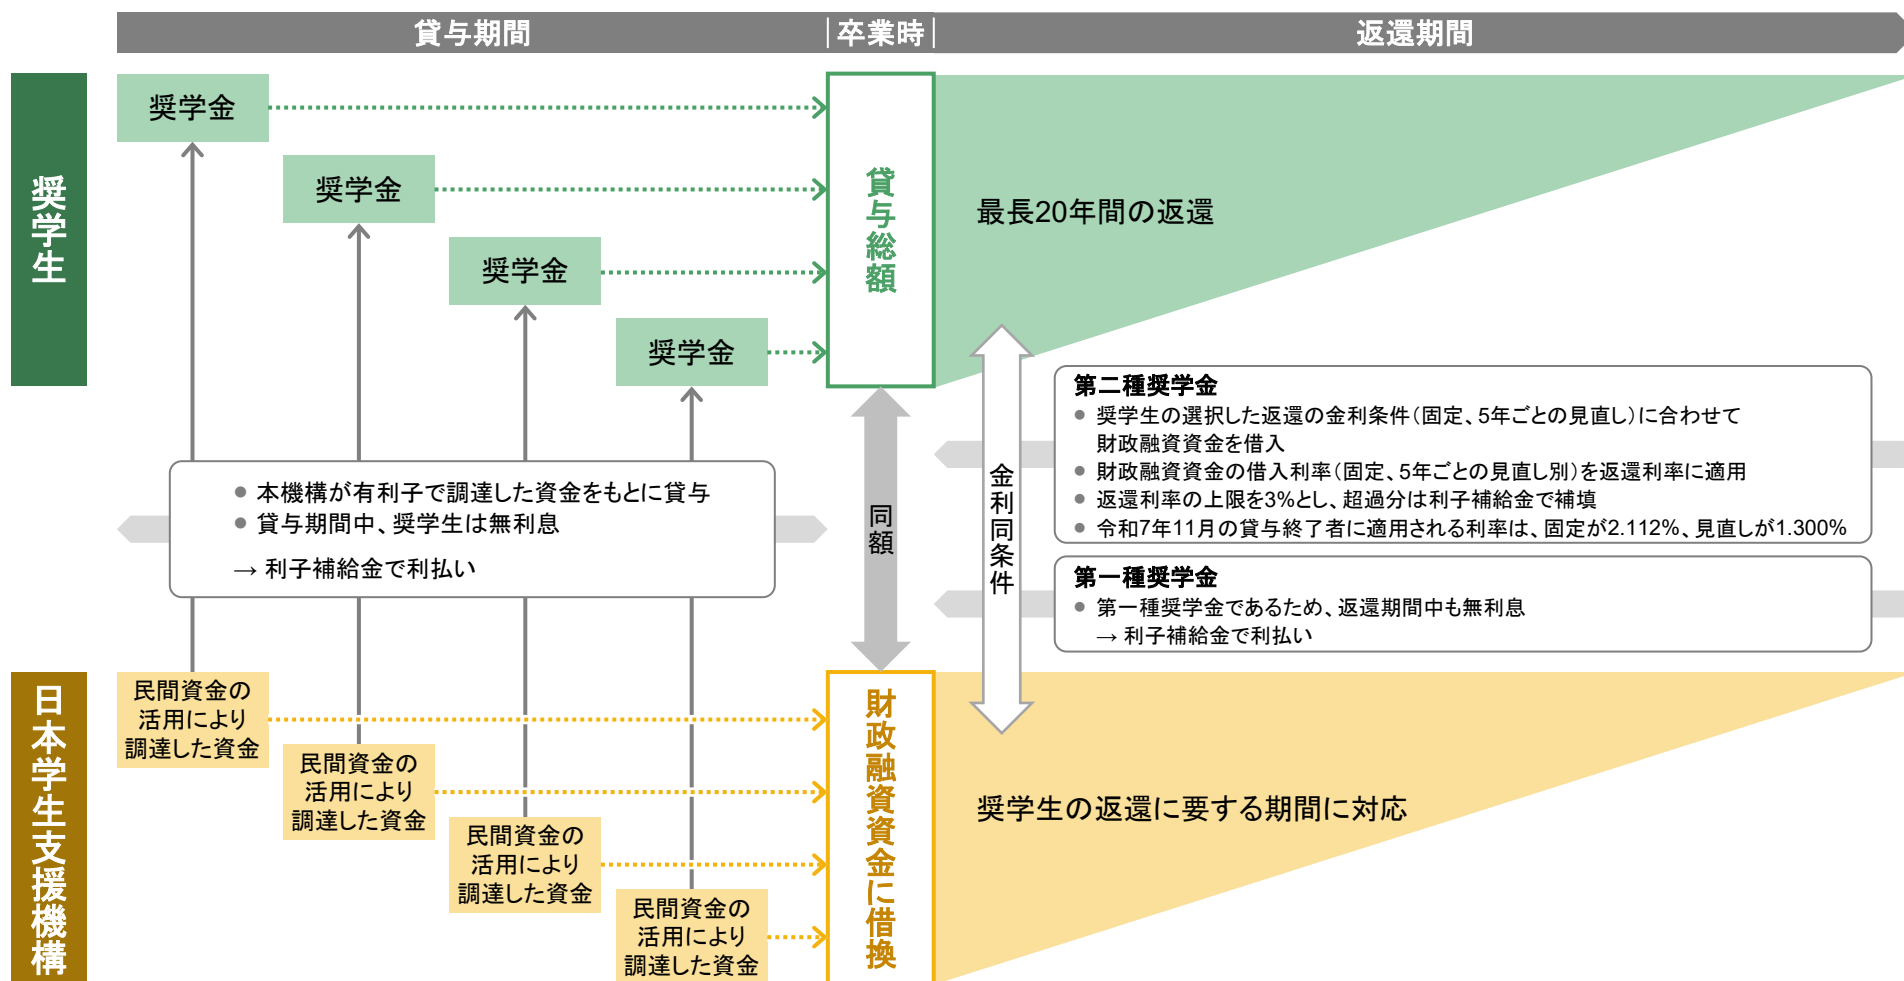 貸与期間
卒業時
返還期間
奨学生
奨学金
奨学金
奨学金
奨学金
貸与総額
最長20年間の返還
本機構が有利子で調達した資金をもとに貸与
貸与期間中、奨学生は無利息
→ 利子補給金で利払い
同額
金利同条件
第二種奨学金
奨学生の選択した返還の金利条件（固定、5年ごとの見直し）に合わせて
財政融資資金を借入
財政融資資金の借入利率（固定、5年ごとの見直し別）を返還利率に適用
返還利率の上限を3%とし、超過分は利子補給金で補填
令和7年11月の貸与終了者に適用される利率は、固定が2.112%、見直しが1.300%
第一種奨学金
第一種奨学金であるため、返還期間中も無利息
→ 利子補給金で利払い
日本学生支援機構
民間資金の
活用により
調達した資金
民間資金の
活用により
調達した資金
民間資金の
活用により
調達した資金
民間資金の
活用により
調達した資金
財政融資資金に借換
奨学生の返還に要する期間に対応